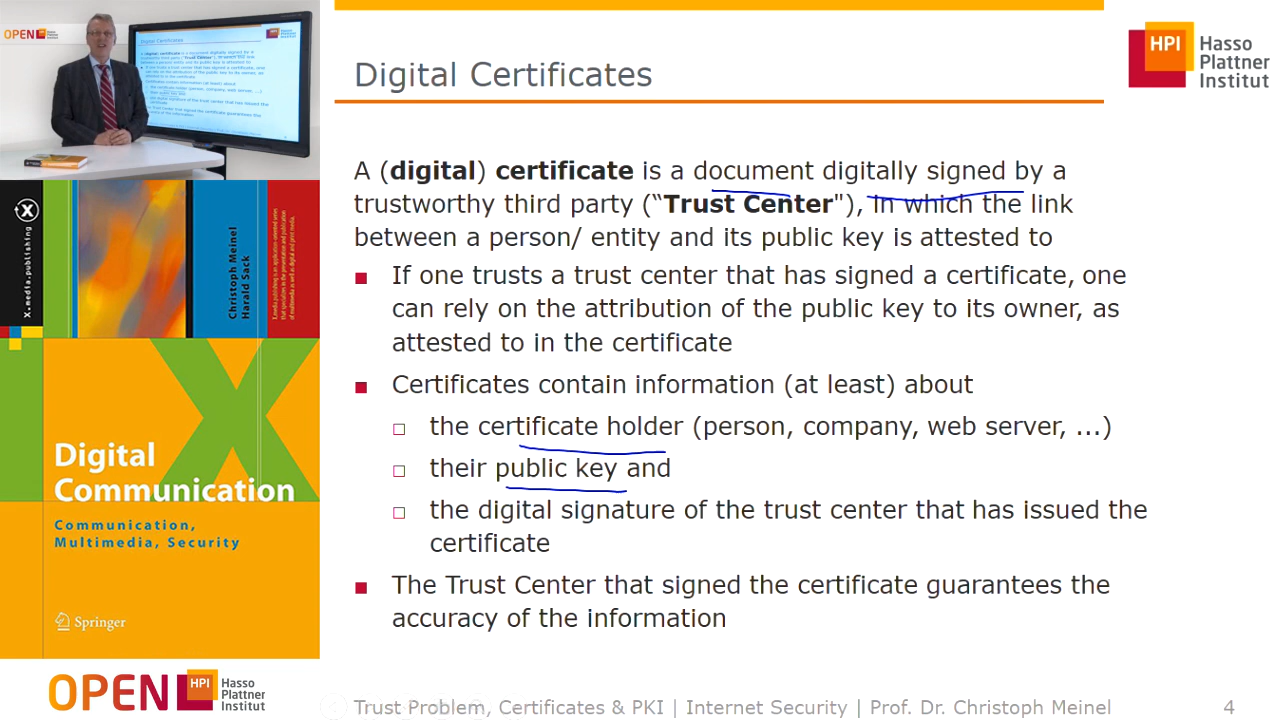 OPEN HPI Hasso Plattner Institut
Digital Certificates
HPI Hasso Plattner Institut
Digital Certificates
A (digital) certificate is a document digitally signed by a
trustworthy third party (“Trust Center"), in which the link
between a person/ entity and its public key is attested to
■ If one trusts a trust center that has signed a certificate, one
can rely on the attribution of the public key to its owner, as
attested to in the certificate
■ Certificates contain information (at least) about
□ the certificate holder (person, company, web server, ...)
□ their public key and
□ the digital signature of the trust center that has issued the
certificate
■ The Trust Center that signed the certificate guarantees the
accuracy of the information
X.media.publishing
Christoph Meinel
Harald Sack
Digital
Communication
Communication,
Multimedia, Security
Springer
OPEN HPI Hasso Plattner Institut
Trust Problem, Certificates & PKI | Internet Security | Prof. Dr. Christoph Meinel
4